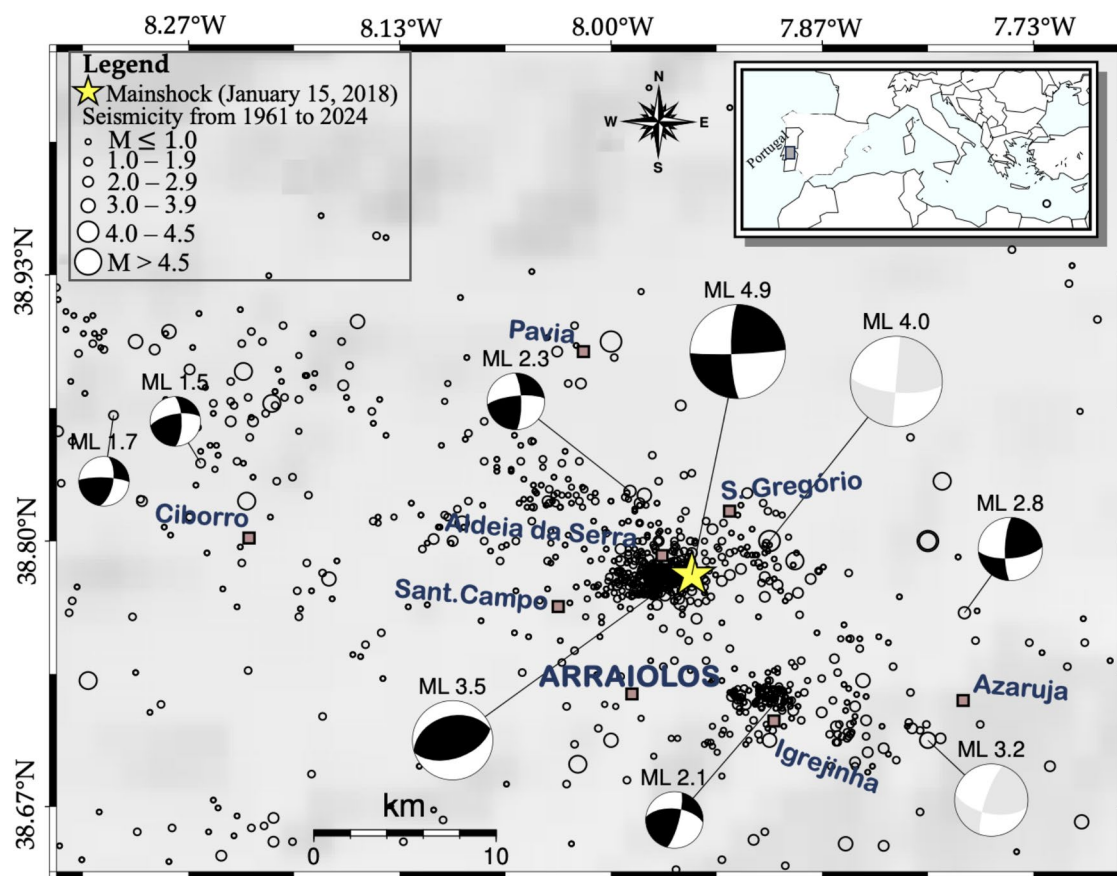 8.27°W 8.13°W 8.00°W 7.87°W 7.73°W
Legend
Mainshock (January 15, 2018)
Seismicity from 1961 to 2024
M ≤ 1.0
1.0 – 1.9
2.0 – 2.9
3.0 – 3.9
4.0 – 4.5
M > 4.5
N
W E
S
Portugal
38.93°N
ML 4.9
ML 4.0
Pavia
ML 2.3
ML 1.5
ML 1.7
S. Gregório
ML 2.8
Ciborro
Aldeia da Serra
38.80°N
Sant.Campo
ARRAIOLOS
ML 3.5
Azaruja
Igrejinha
ML 3.2
ML 2.1
38.67°N
km
0 10